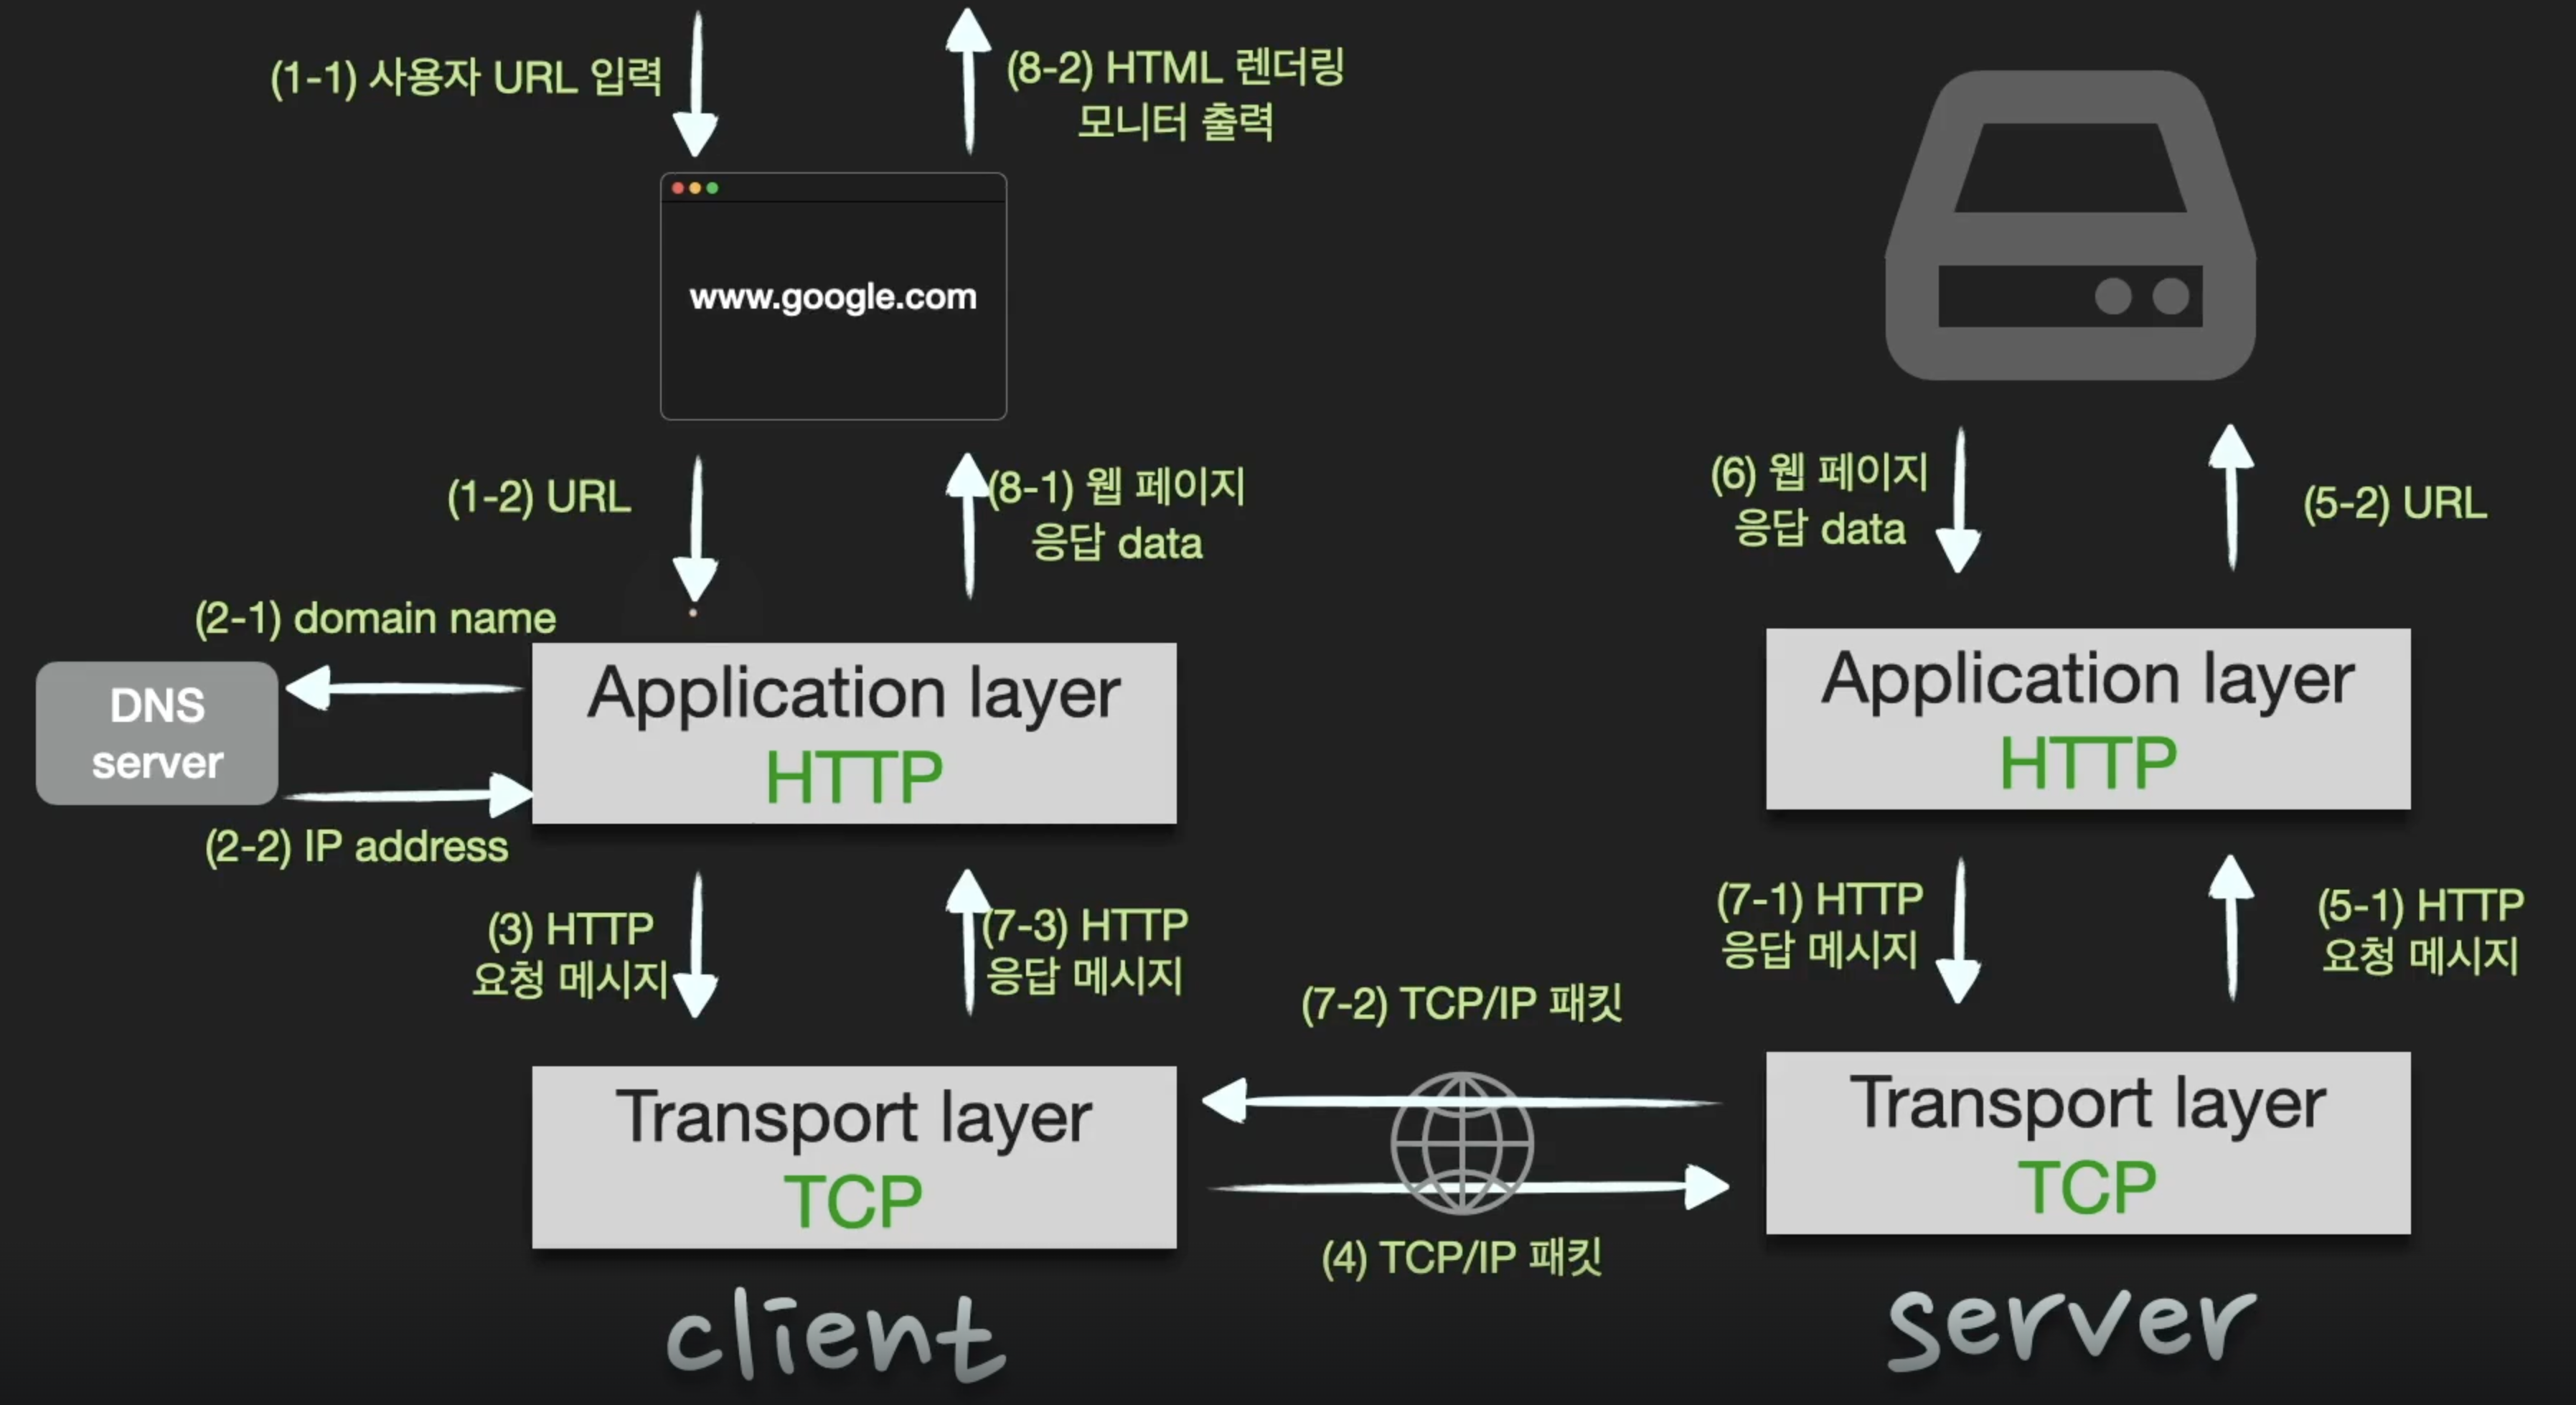 (1-1) 사용자 URL 입력
(8-2) HTML 렌더링
모니터 출력
www.google.com
(1-2) URL
(8-1) 웹 페이지
응답 data
(6) 웹 페이지
응답 data
(5-2) URL
(2-1) domain name
DNS
server
(2-2) IP address
Application layer
HTTP
Application layer
HTTP
(3) HTTP
요청 메시지
(7-3) HTTP
응답 메시지
(7-1) HTTP
응답 메시지
(5-1) HTTP
요청 메시지
(7-2) TCP/IP 패킷
Transport layer
TCP
Transport layer
TCP
(4) TCP/IP 패킷
client
server